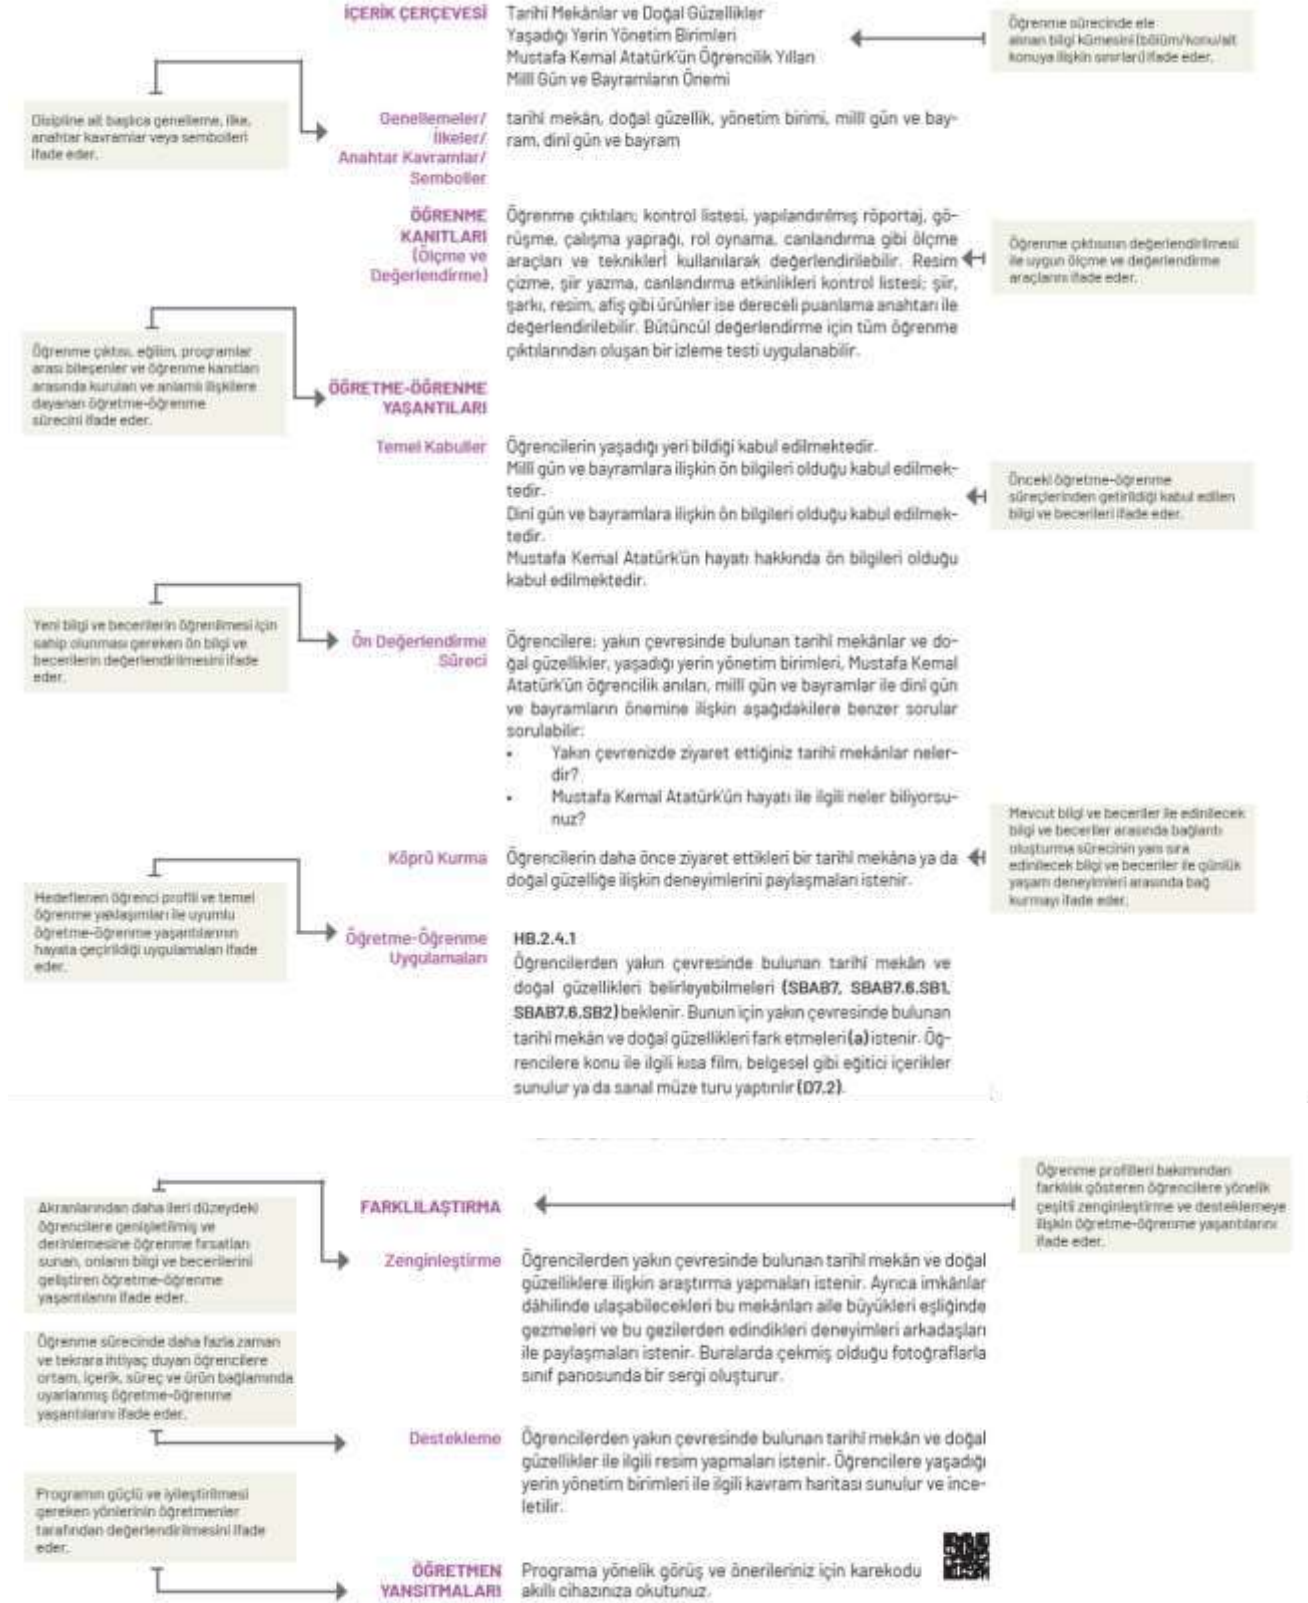 İÇERİK ÇERÇEVESİ
Tarihî Mekânlar ve Doğal Güzellikler
Yaşadığı Yerin Yönetim Birimleri
Mustafa Kemal Atatürk'ün Öğrencilik Yılları
Millî Gün ve Bayramların Önemi
Öğrenme sürecinde ele
alınan bilgi kümesini (bölüm/konu/alt
konuya ilişkin sınırları) ifade eder.
Disipline ait başlıca genelleme, ilke,
anahtar kavramlar veya sembolleri
ifade eder.
Genellemeler/
İlkeler/
Anahtar Kavramlar/
Semboller
tarihî mekân, doğal güzellik, yönetim birimi, millî gün ve bay-
ram, dinî gün ve bayram
ÖĞRENME
KANITLARI
(Ölçme ve
Değerlendirme)
Öğrenme çıktıları; kontrol listesi, yapılandırılmış röportaj, gö-
rüşme, çalışma yaprağı, rol oynama, canlandırma gibi ölçme
araçları ve teknikleri kullanılarak değerlendirilebilir. Resim
çizme, şiir yazma, canlandırma etkinlikleri kontrol listesi; şiir,
şarkı, resim, afiş gibi ürünler ise dereceli puanlama anahtarı ile
değerlendirilebilir. Bütüncül değerlendirme için tüm öğrenme
çıktılarından oluşan bir izleme testi uygulanabilir.
Öğrenme çıktısının değerlendirilmesi
ile uygun ölçme ve değerlendirme
araçlarını ifade eder.
Öğrenme çıktısı, eğilim, programlar
arası bileşenler ve öğrenme kanıtları
arasında kurulan ve anlamlı ilişkilere
dayanan öğretme-öğrenme
sürecini ifade eder.
ÖĞRETME-ÖĞRENME
YAŞANTILARI
Temel Kabuller
Öğrencilerin yaşadığı yeri bildiği kabul edilmektedir.
Millî gün ve bayramlara ilişkin ön bilgileri olduğu kabul edilmek-
tedir.
Dinî gün ve bayramlara ilişkin ön bilgileri olduğu kabul edilmek-
tedir.
Mustafa Kemal Atatürk'ün hayatı hakkında ön bilgileri olduğu
kabul edilmektedir.
Önceki öğretme-öğrenme
süreçlerinden getirildiği kabul edilen
bilgi ve becerileri ifade eder.
Yeni bilgi ve becerilerin öğrenilmesi için
sahip olunması gereken ön bilgi ve
becerilerin değerlendirilmesini ifade
eder.
Ön Değerlendirme
Süreci
Öğrencilere; yakın çevresinde bulunan tarihî mekânlar ve do-
ğal güzellikler, yaşadığı yerin yönetim birimleri, Mustafa Kemal
Atatürk'ün öğrencilik anıları, millî gün ve bayramlar ile dinî gün
ve bayramların önemine ilişkin aşağıdakilere benzer sorular
sorulabilir:
• Yakın çevrenizde ziyaret ettiğiniz tarihî mekânlar neler-
dir?
• Mustafa Kemal Atatürk'ün hayatı ile ilgili neler biliyorsu-
nuz?
Köprü Kurma
Öğrencilerin daha önce ziyaret ettikleri bir tarihî mekâna ya da
doğal güzelliğe ilişkin deneyimlerini paylaşmaları istenir.
Mevcut bilgi ve beceriler ile edinilecek
bilgi ve beceriler arasında bağlantı
oluşturma sürecinin yanı sıra
edinilecek bilgi ve beceriler ile günlük
yaşam deneyimleri arasında bağ
kurmayı ifade eder.
Hedeflenen öğrenci profili ve temel
öğrenme yaklaşımları ile uyumlu
öğretme-öğrenme yaşantılarının
hayata geçirildiği uygulamaları ifade
eder.
Öğretme-Öğrenme
Uygulamaları
HB.2.4.1
Öğrencilerden yakın çevresinde bulunan tarihî mekân ve
doğal güzellikleri belirleyebilmeleri (SBAB7, SBAB7.6.SB1,
SBAB7.6.SB2) beklenir. Bunun için yakın çevresinde bulunan
tarihî mekân ve doğal güzellikleri fark etmeleri (a) istenir. Öğ-
rencilere konu ile ilgili kısa film, belgesel gibi eğitici içerikler
sunulur ya da sanal müze turu yaptırılır (D7.2).
Akranlarından daha ileri düzeydeki
öğrencilere genişletilmiş ve
derinlemesine öğrenme fırsatları
sunan, onların bilgi ve becerilerini
geliştiren öğretme-öğrenme
yaşantılarını ifade eder.
FARKLILAŞTIRMA
Öğrenme profilleri bakımından
farklılık gösteren öğrencilere yönelik
çeşitli zenginleştirme ve desteklemeye
ilişkin öğretme-öğrenme yaşantılarını
ifade eder.
Zenginleştirme
Öğrencilerden yakın çevresinde bulunan tarihî mekân ve doğal
güzelliklere ilişkin araştırma yapmaları istenir. Ayrıca imkânlar
dâhilinde ulaşabilecekleri bu mekânları aile büyükleri eşliğinde
gezmeleri ve bu gezilerden edindikleri deneyimleri arkadaşları
ile paylaşmaları istenir. Buralarda çekmiş olduğu fotoğraflarla
sınıf panosunda bir sergi oluşturur.
Öğrenme sürecinde daha fazla zaman
ve tekrara ihtiyaç duyan öğrencilere
ortam, içerik, süreç ve ürün bağlamında
uyarlanmış öğretme-öğrenme
yaşantılarını ifade eder.
Destekleme
Öğrencilerden yakın çevresinde bulunan tarihî mekân ve doğal
güzellikler ile ilgili resim yapmaları istenir. Öğrencilere yaşadığı
yerin yönetim birimleri ile ilgili kavram haritası sunulur ve ince-
letilir.
Programın güçlü ve iyileştirilmesi
gereken yönlerinin öğretmenler
tarafından değerlendirilmesini ifade
eder.
ÖĞRETMEN
YANSITMALARI
Programa yönelik görüş ve önerileriniz için karekodu
akıllı cihazınıza okutunuz.